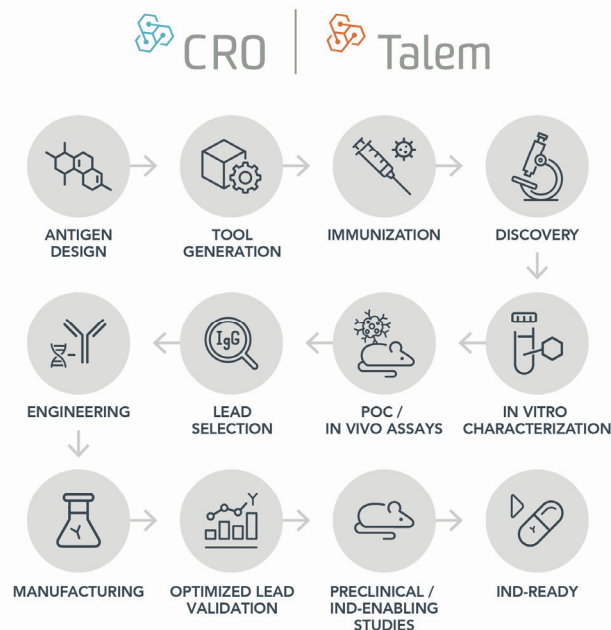 CRO | Talem
ANTIGEN
DESIGN
TOOL
GENERATION
IMMUNIZATION
DISCOVERY
ENGINEERING
IgG
LEAD
SELECTION
POC /
IN VIVO ASSAYS
IN VITRO
CHARACTERIZATION
MANUFACTURING
OPTIMIZED LEAD
VALIDATION
PRECLINICAL /
IND-ENABLING
STUDIES
IND-READY